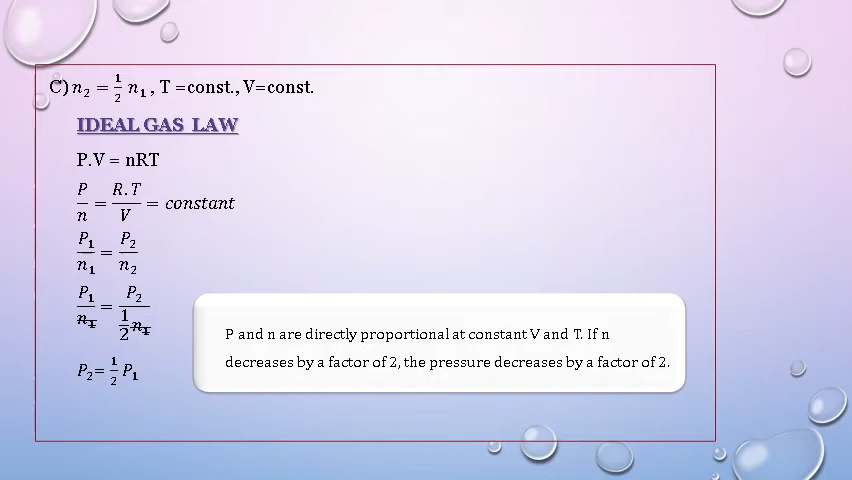 C) n₂ = 1/2 n₁ , T =const., V=const.
IDEAL GAS LAW
P.V = nRT
P/n = R.T/V = constant
P₁/n₁ = P₂/n₂
P₁/n₁ = P₂/(1/2 n₁)
P₂= 1/2 P₁
P and n are directly proportional at constant V and T. If n
decreases by a factor of 2, the pressure decreases by a factor of 2.